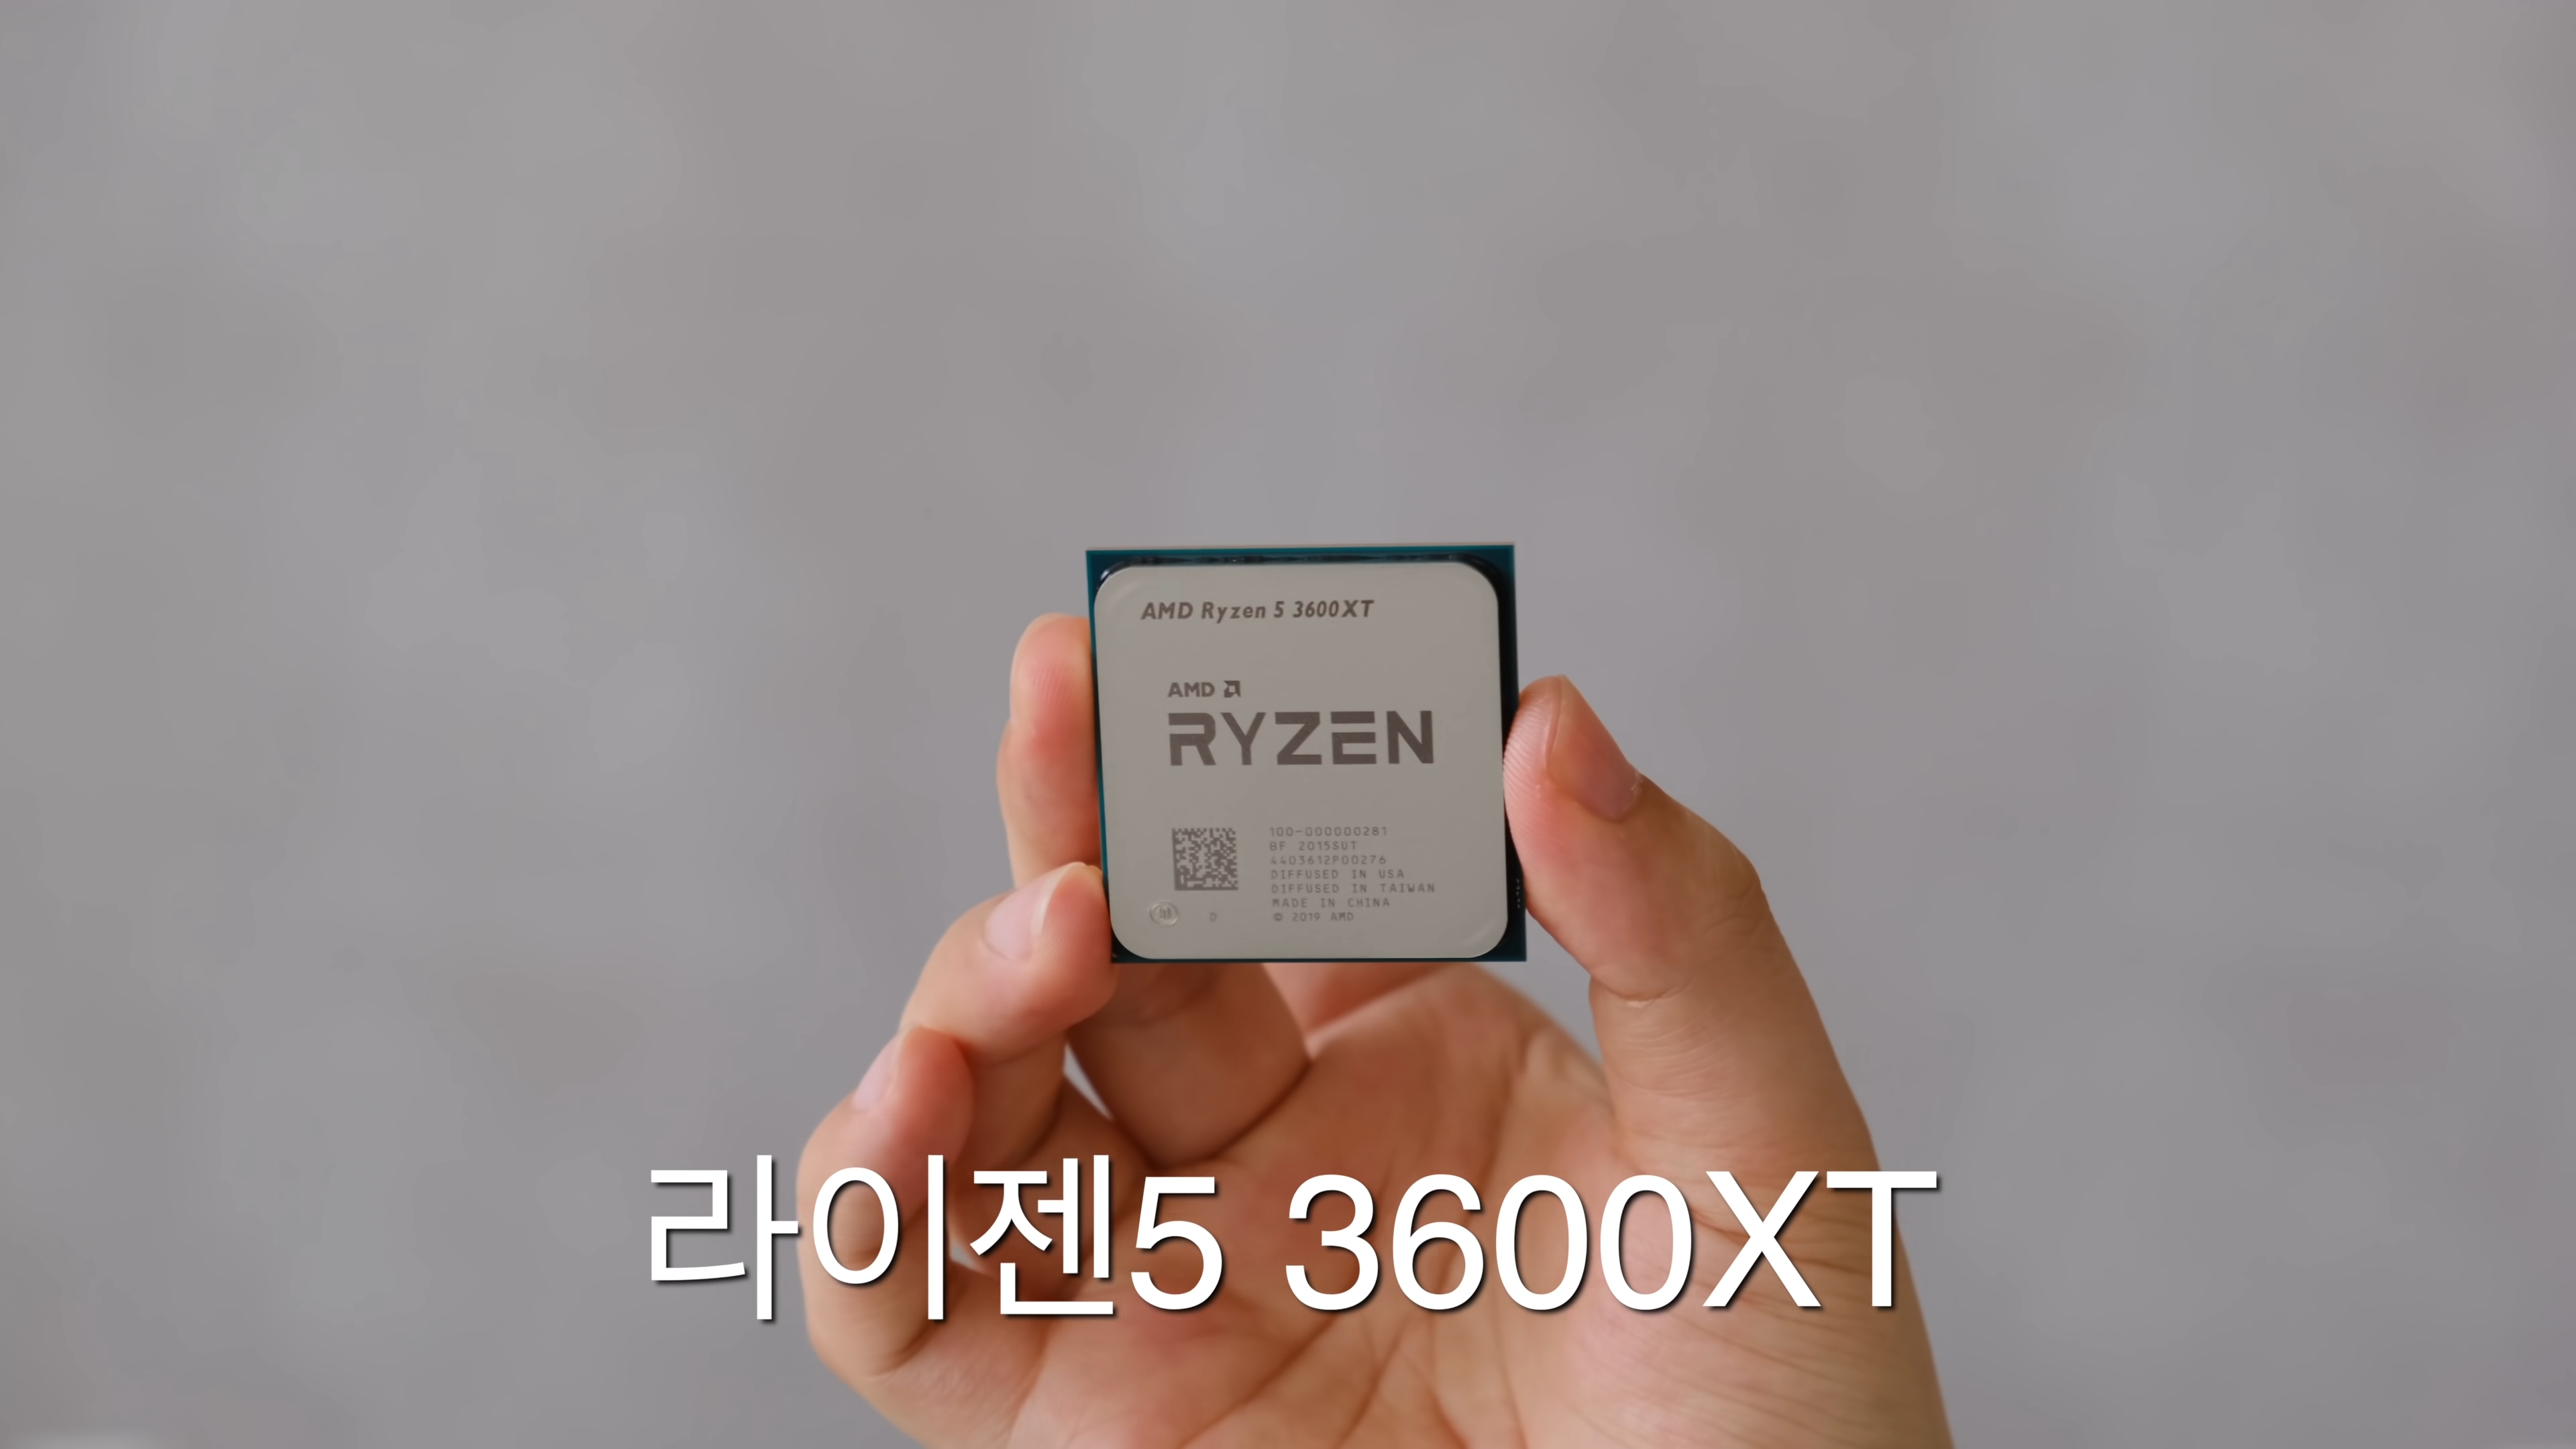 AMD Ryzen 5 3600XT
AMD
RYZEN
100-000000281
BF 2015SUT
44D3612P00276
DIFFUSED IN USA
DIFFUSED IN TAIWAN
MADE IN CHINA
© 2019 AMD
D
라이젠5 3600XT